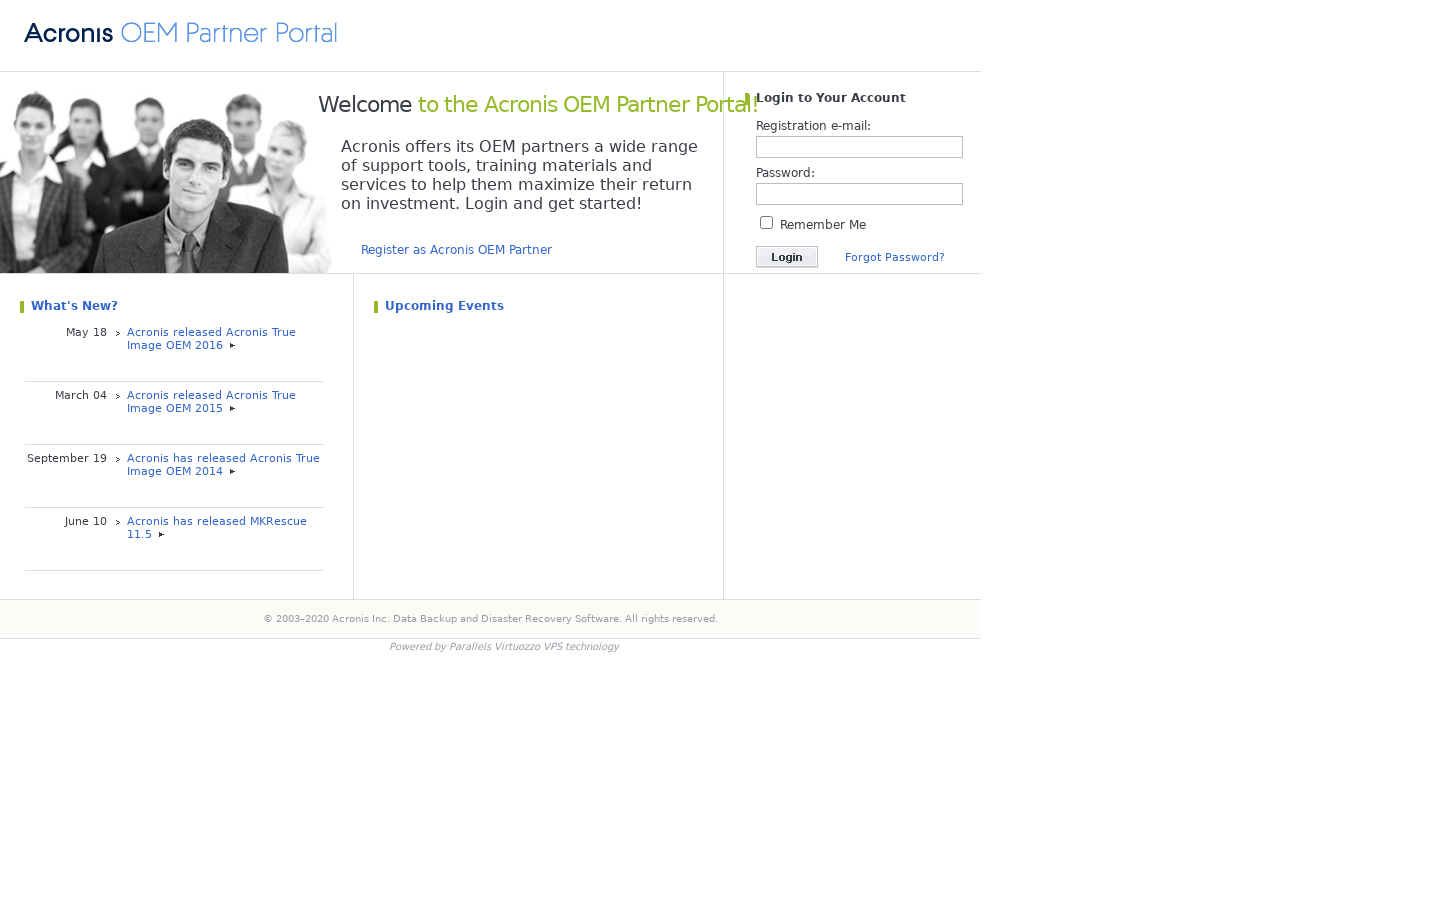 Acronis OEM Partner Portal
Welcome to the Acronis OEM Partner Portal!
Acronis offers its OEM partners a wide range
of support tools, training materials and
services to help them maximize their return
on investment. Login and get started!
Register as Acronis OEM Partner
Login to Your Account
Registration e-mail:
Password:
Remember Me
Login
Forgot Password?
What's New?
May 18
Acronis released Acronis True
Image OEM 2016
March 04
Acronis released Acronis True
Image OEM 2015
September 19
Acronis has released Acronis True
Image OEM 2014
June 10
Acronis has released MKRescue
11.5
Upcoming Events
© 2003–2020 Acronis Inc. Data Backup and Disaster Recovery Software. All rights reserved.
Powered by Parallels Virtuozzo VPS technology